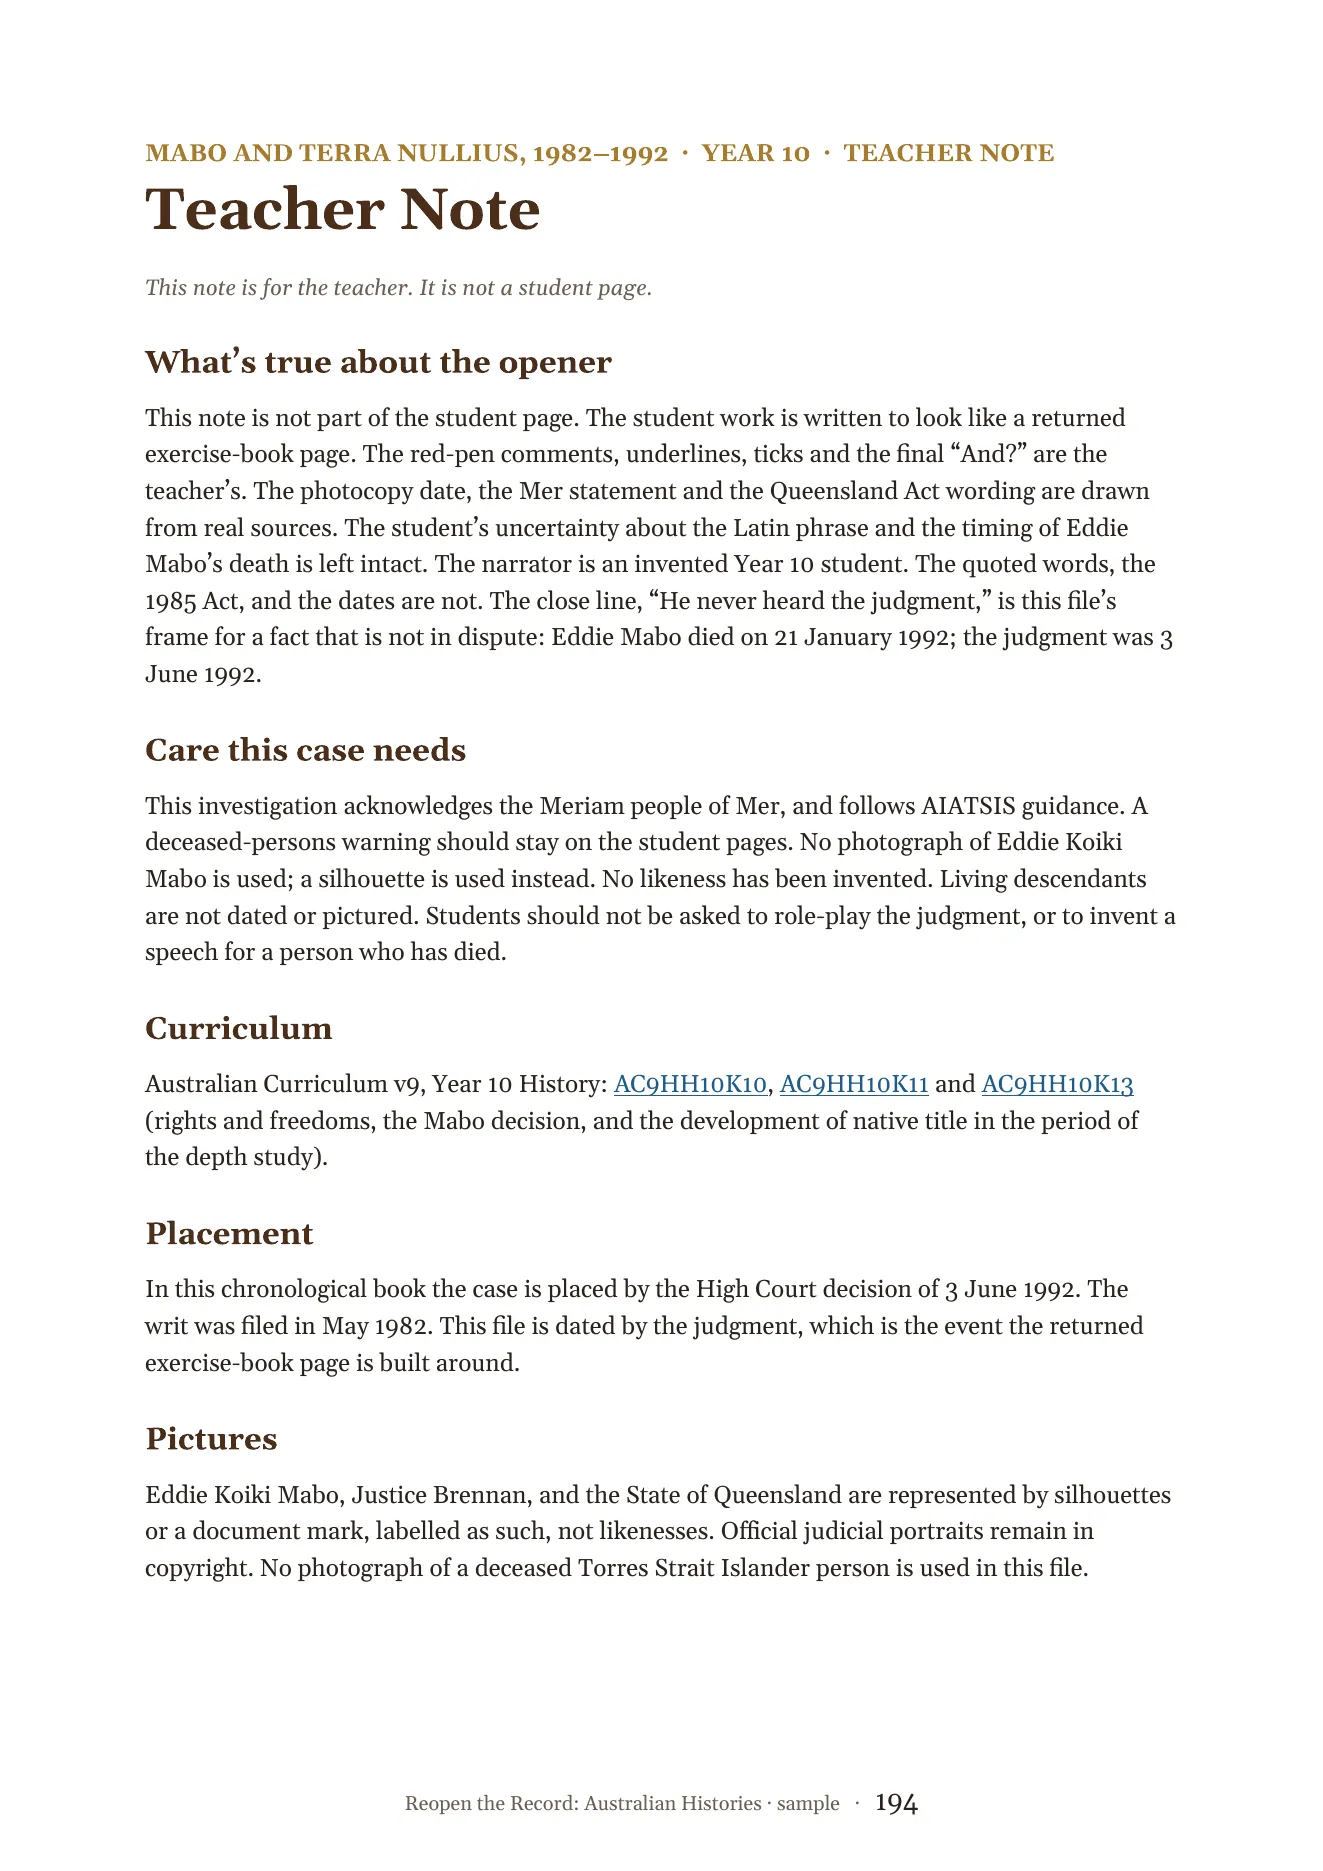 MABO AND TERRA NULLIUS, 1982–1992 · YEAR 10 · TEACHER NOTE
Teacher Note
This note is for the teacher. It is not a student page.
What’s true about the opener
This note is not part of the student page. The student work is written to look like a returned
exercise-book page. The red-pen comments, underlines, ticks and the final “And?” are the
teacher’s. The photocopy date, the Mer statement and the Queensland Act wording are drawn
from real sources. The student’s uncertainty about the Latin phrase and the timing of Eddie
Mabo’s death is left intact. The narrator is an invented Year 10 student. The quoted words, the
1985 Act, and the dates are not. The close line, “He never heard the judgment,” is this file’s
frame for a fact that is not in dispute: Eddie Mabo died on 21 January 1992; the judgment was 3
June 1992.
Care this case needs
This investigation acknowledges the Meriam people of Mer, and follows AIATSIS guidance. A
deceased-persons warning should stay on the student pages. No photograph of Eddie Koiki
Mabo is used; a silhouette is used instead. No likeness has been invented. Living descendants
are not dated or pictured. Students should not be asked to role-play the judgment, or to invent a
speech for a person who has died.
Curriculum
Australian Curriculum v9, Year 10 History: AC9HH10K10, AC9HH10K11 and AC9HH10K13
(rights and freedoms, the Mabo decision, and the development of native title in the period of
the depth study).
Placement
In this chronological book the case is placed by the High Court decision of 3 June 1992. The
writ was filed in May 1982. This file is dated by the judgment, which is the event the returned
exercise-book page is built around.
Pictures
Eddie Koiki Mabo, Justice Brennan, and the State of Queensland are represented by silhouettes
or a document mark, labelled as such, not likenesses. Official judicial portraits remain in
copyright. No photograph of a deceased Torres Strait Islander person is used in this file.
Reopen the Record: Australian Histories · sample · 194